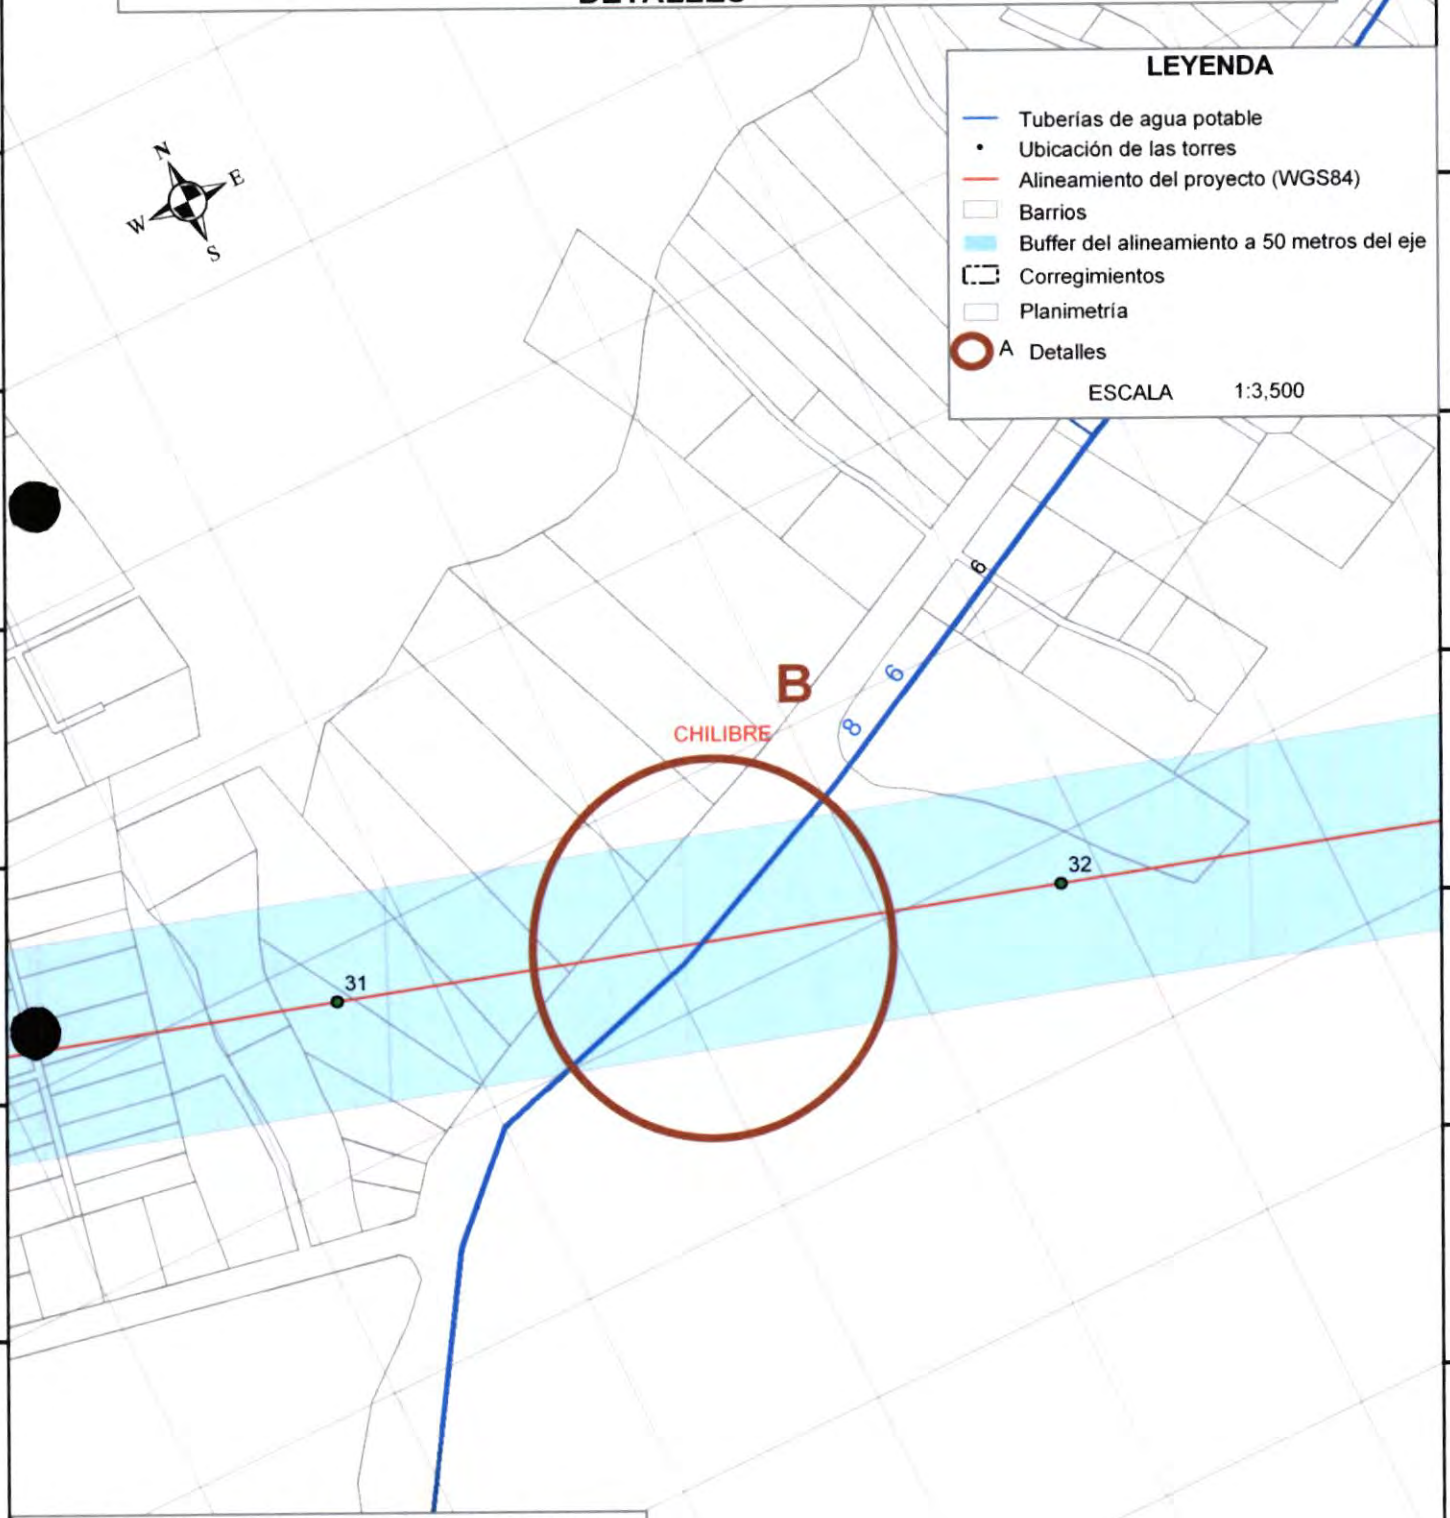 DETALLES
LEYENDA
Tuberías de agua potable
Ubicación de las torres
Alineamiento del proyecto (WGS84)
Barrios
Buffer del alineamiento a 50 metros del eje
Corregimientos
Planimetría
A Detalles
ESCALA 1:3,500
N
E
W
S
6
6
8
B
CHILIBRE
32
31